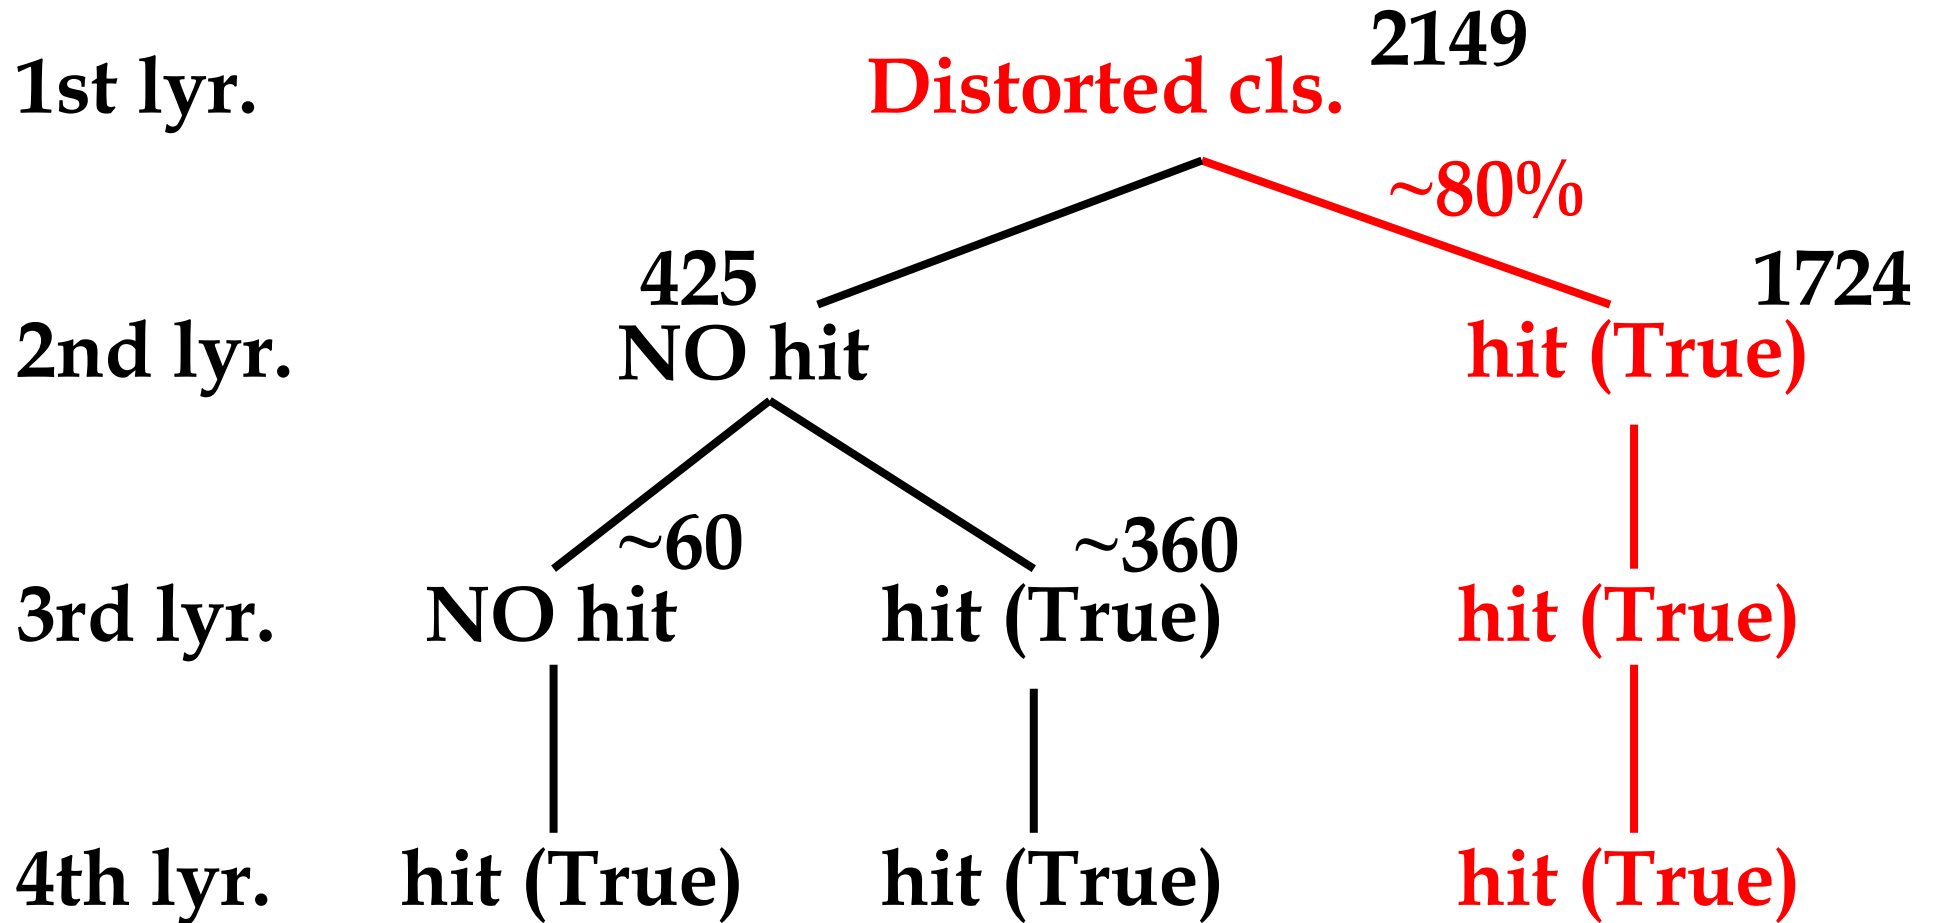 2149
1st lyr. Distorted cls.
~80%
425 1724
2nd lyr. NO hit hit (True)
~60 ~360
3rd lyr. NO hit hit (True) hit (True)
4th lyr. hit (True) hit (True) hit (True)